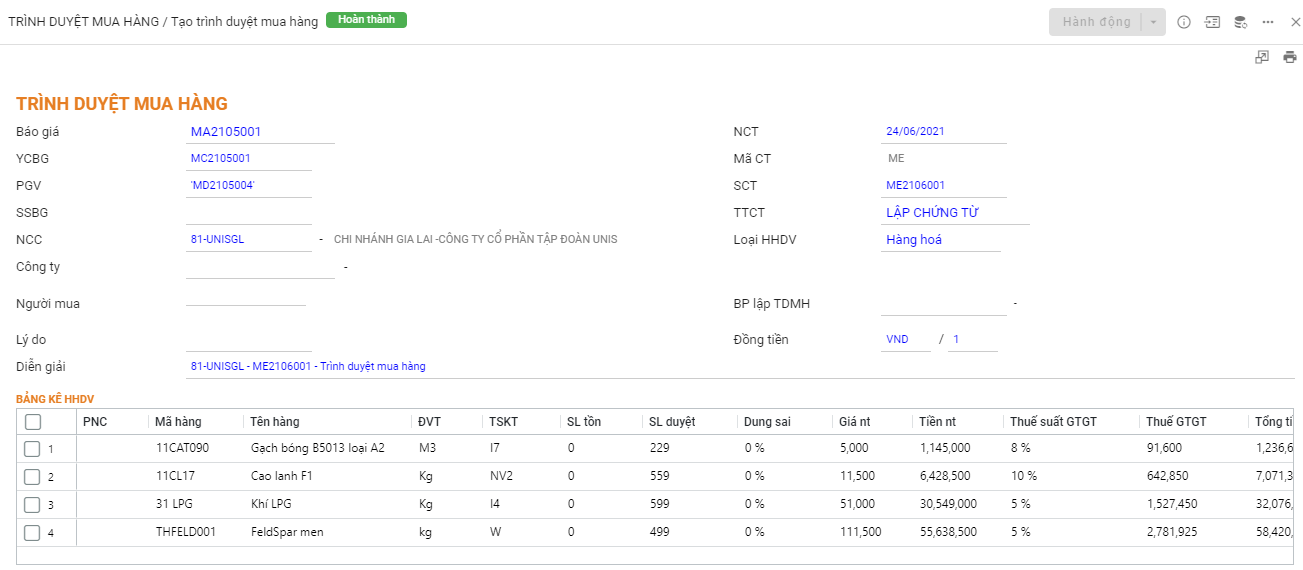 TRÌNH DUYỆT MUA HÀNG / Tạo trình duyệt mua hàng Hoàn thành Hành động
TRÌNH DUYỆT MUA HÀNG
Báo giá MA2105001 NCT 24/06/2021
YCBG MC2105001 Mã CT ME
PGV 'MD2105004' SCT ME2106001
SSBG TTCT LẬP CHỨNG TỪ
NCC 81-UNISGL - CHI NHÁNH GIA LAI -CÔNG TY CỔ PHẦN TẬP ĐOÀN UNIS Loại HHDV Hàng hoá
Công ty -
Người mua BP lập TDMH -
Lý do Đồng tiền VND / 1
Diễn giải 81-UNISGL - ME2106001 - Trình duyệt mua hàng
BẢNG KÊ HHDV
PNC Mã hàng Tên hàng ĐVT TSKT SL tồn SL duyệt Dung sai Giá nt Tiền nt Thuế suất GTGT Thuế GTGT Tổng ti
1 11CAT090 Gạch bóng B5013 loại A2 M3 I7 0 229 0 % 5,000 1,145,000 8 % 91,600 1,236,6
2 11CL17 Cao lanh F1 Kg NV2 0 559 0 % 11,500 6,428,500 10 % 642,850 7,071,3
3 31 LPG Khí LPG Kg I4 0 599 0 % 51,000 30,549,000 5 % 1,527,450 32,076,
4 THFELD001 FeldSpar men kg W 0 499 0 % 111,500 55,638,500 5 % 2,781,925 58,420,